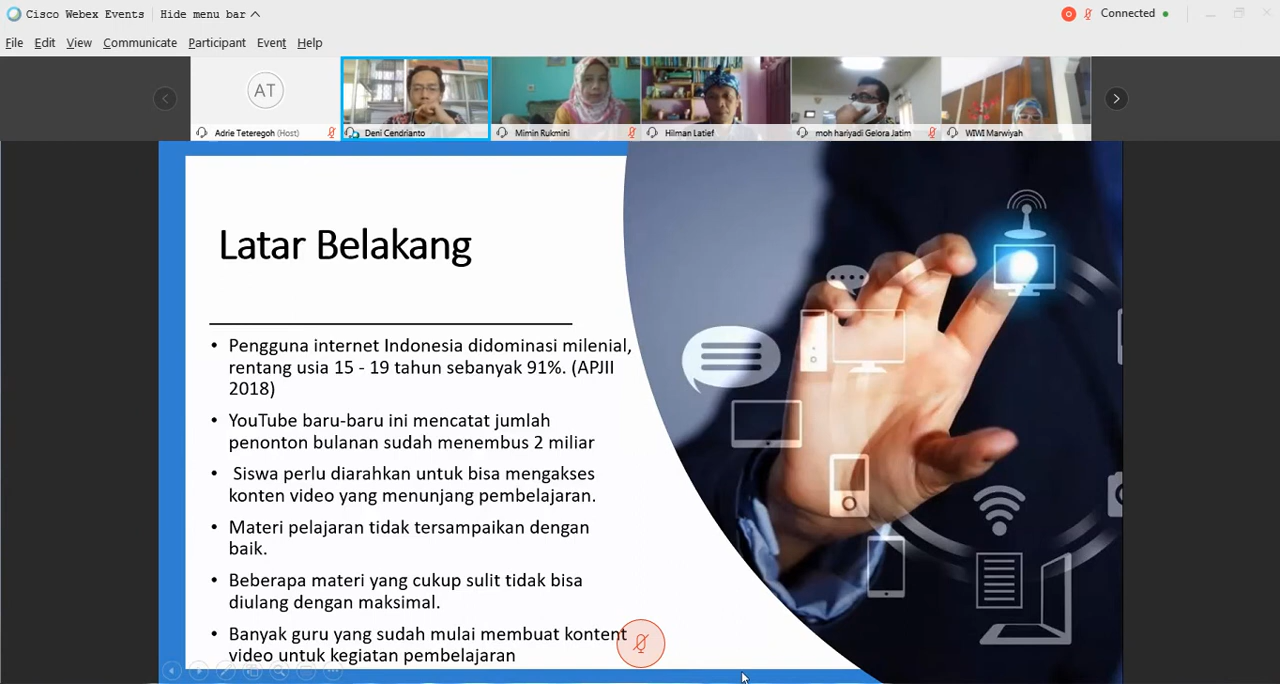 Cisco Webex Events
Hide menu bar
Connected
File Edit View Communicate Participant Event Help
AT
Adrie Teteregoh (Host)
Deni Cendrianto
Mimin Rukmini
Hilman Latief
moh hariyadi Gelora Jatim
WIWI Marwiyah
Latar Belakang
• Pengguna internet Indonesia didominasi milenial,
rentang usia 15 - 19 tahun sebanyak 91%. (APJII
2018)
• YouTube baru-baru ini mencatat jumlah
penonton bulanan sudah menembus 2 miliar
• Siswa perlu diarahkan untuk bisa mengakses
konten video yang menunjang pembelajaran.
• Materi pelajaran tidak tersampaikan dengan
baik.
• Beberapa materi yang cukup sulit tidak bisa
diulang dengan maksimal.
• Banyak guru yang sudah mulai membuat kontent
video untuk kegiatan pembelajaran